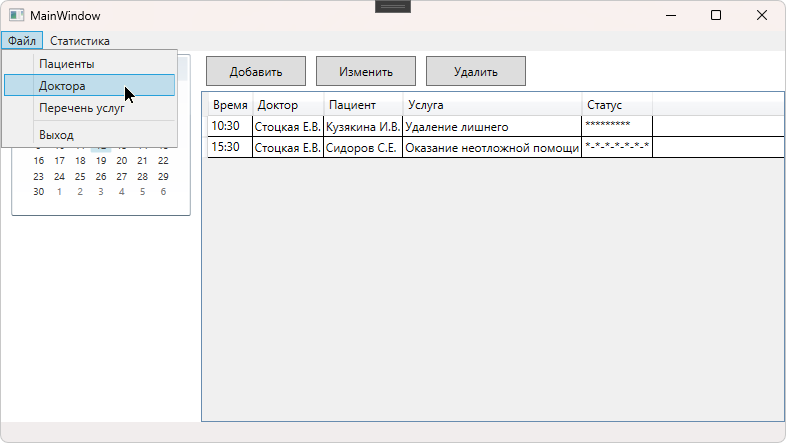 MainWindow
Файл Статистика
Пациенты
Доктора
Перечень услуг
Выход
Добавить Изменить Удалить
Время Доктор Пациент Услуга Статус
10:30 Стоцкая Е.В. Кузякина И.В. Удаление лишнего *********
15:30 Стоцкая Е.В. Сидоров С.Е. Оказание неотложной помощи *-*-*-*-*-*-*
16 17 18 19 20 21 22
23 24 25 26 27 28 29
30 1 2 3 4 5 6